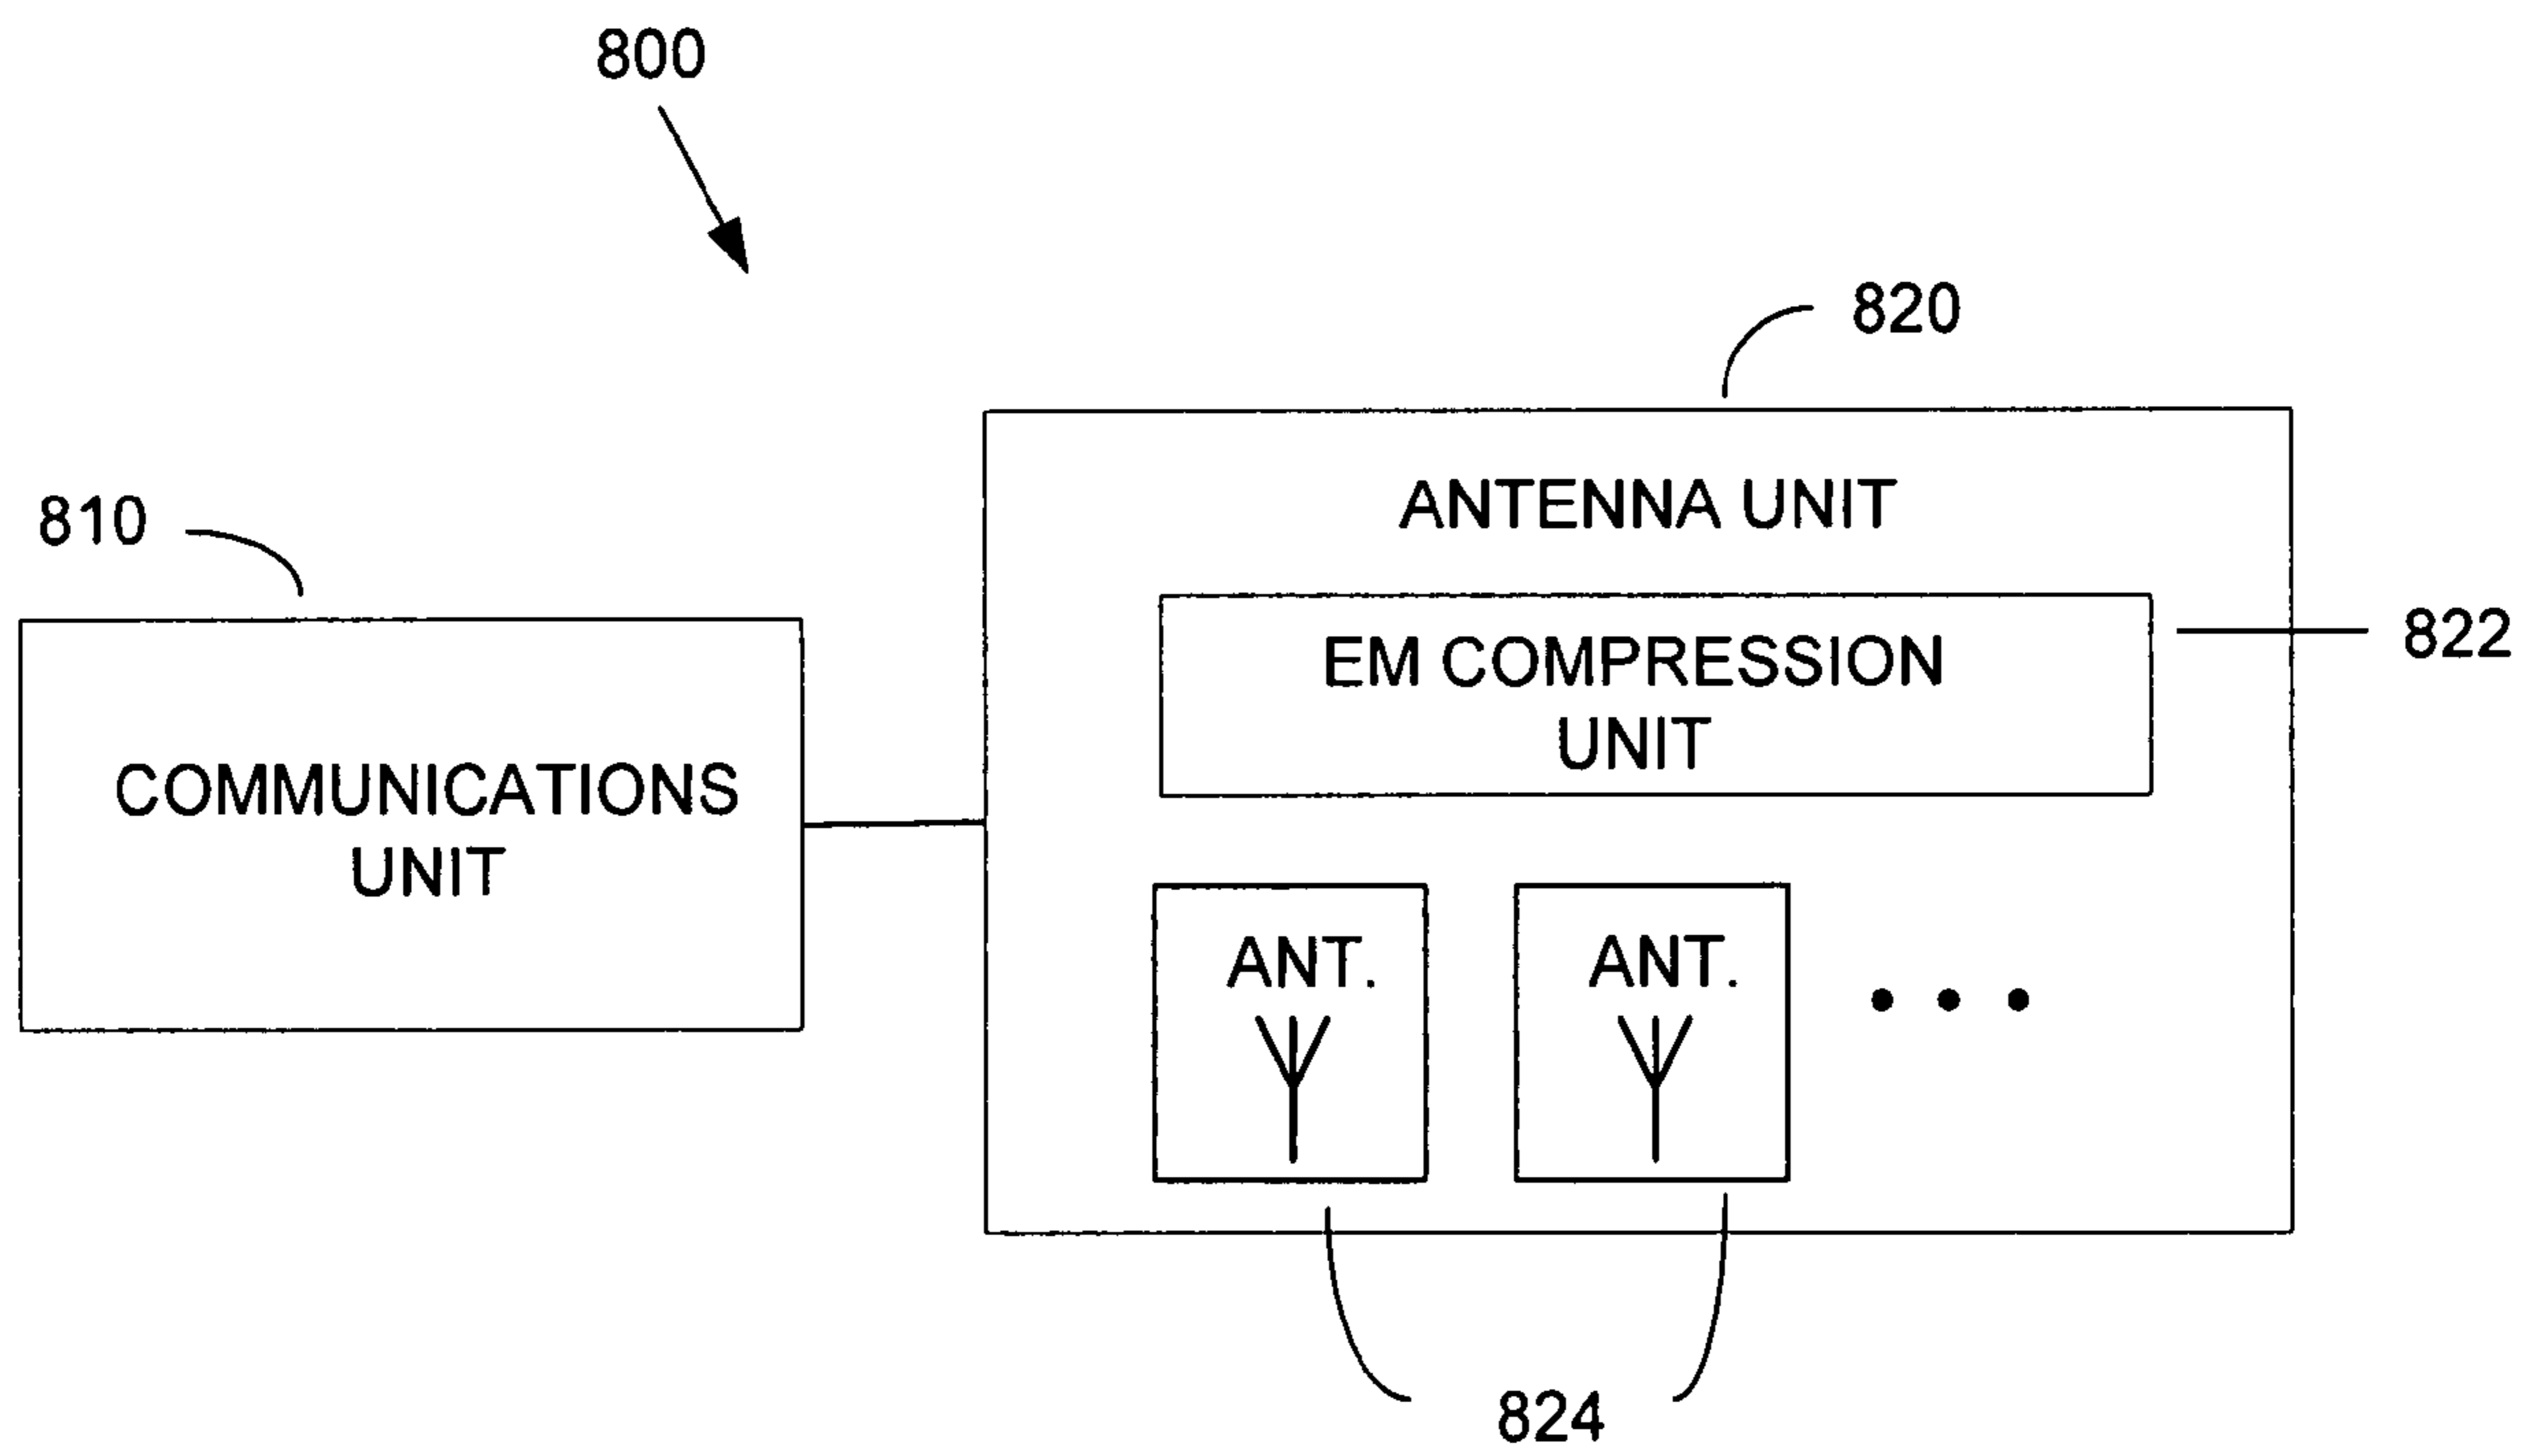 800
820
ANTENNA UNIT
810
EM COMPRESSION
UNIT
822
COMMUNICATIONS
UNIT
ANT.
ANT.
824